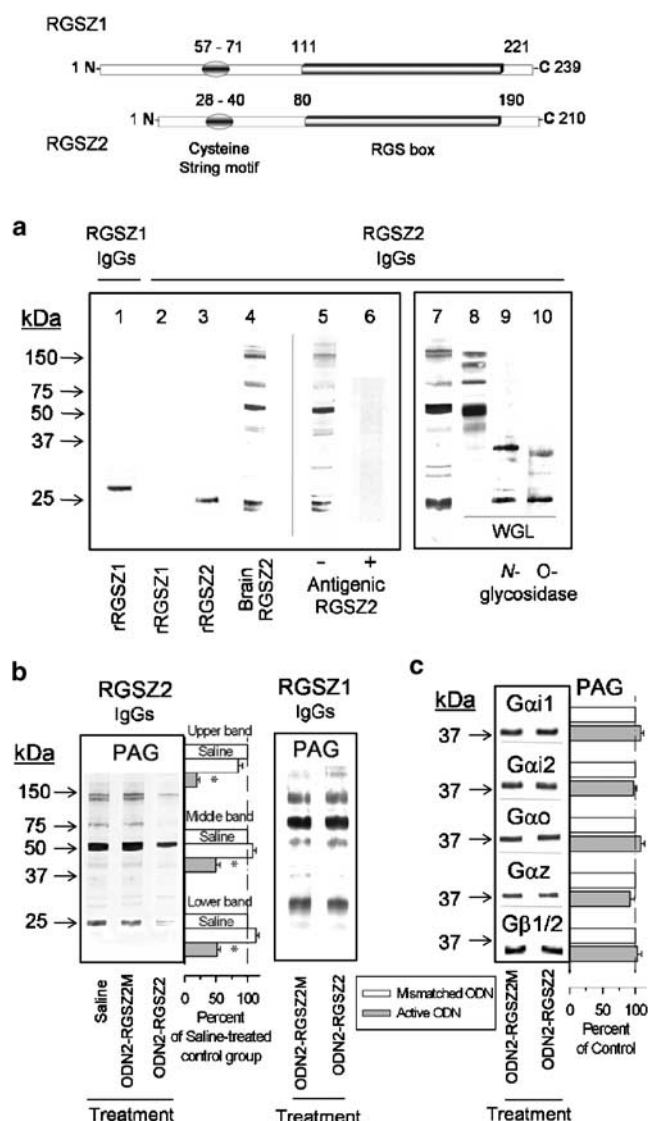 RGSZ1
57 - 71 111 221
1 N C 239
28 - 40 80 190
1 N C 210
RGSZ2
Cysteine String motif RGS box
a
RGSZ1 IgGs RGSZ2 IgGs
kDa 1 2 3 4 5 6 7 8 9 10
150
75
50
37
25
WGL
rRGSZ1 rRGSZ1 rRGSZ2 Brain RGSZ2
- +
Antigenic RGSZ2
N- O-
glycosidase
b
RGSZ2 IgGs
RGSZ1 IgGs
kDa PAG PAG
Upper band
Saline
*
150
75
Middle band
Saline
*
50
37
Lower band
Saline
*
25
0 50 100
Percent of Saline-treated control group
Saline ODN2-RGSZ2M ODN2-RGSZ2
Treatment
ODN2-RGSZ2M ODN2-RGSZ2
Treatment
c
kDa PAG
Gαi1
37
Gαi2
37
Gαo
37
Gαz
37
Gβ1/2
37
0 50 100
Percent of Control
Mismatched ODN
Active ODN
ODN2-RGSZ2M ODN2-RGSZ2
Treatment